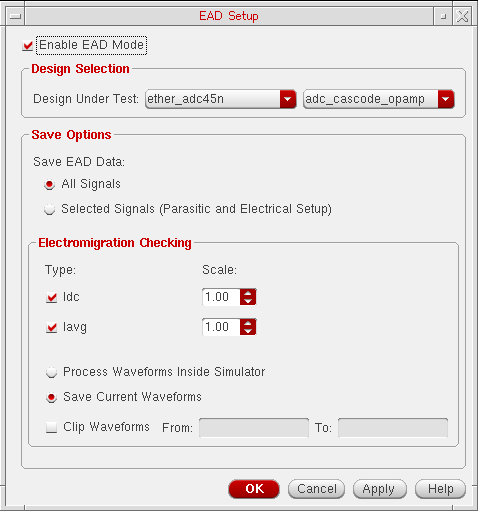 EAD Setup
Enable EAD Mode
Design Selection
Design Under Test: ether_adc45n adc_cascode_opamp
Save Options
Save EAD Data:
All Signals
Selected Signals (Parasitic and Electrical Setup)
Electromigration Checking
Type: Scale:
Idc 1.00
Iavg 1.00
Process Waveforms Inside Simulator
Save Current Waveforms
Clip Waveforms From: To:
OK Cancel Apply Help